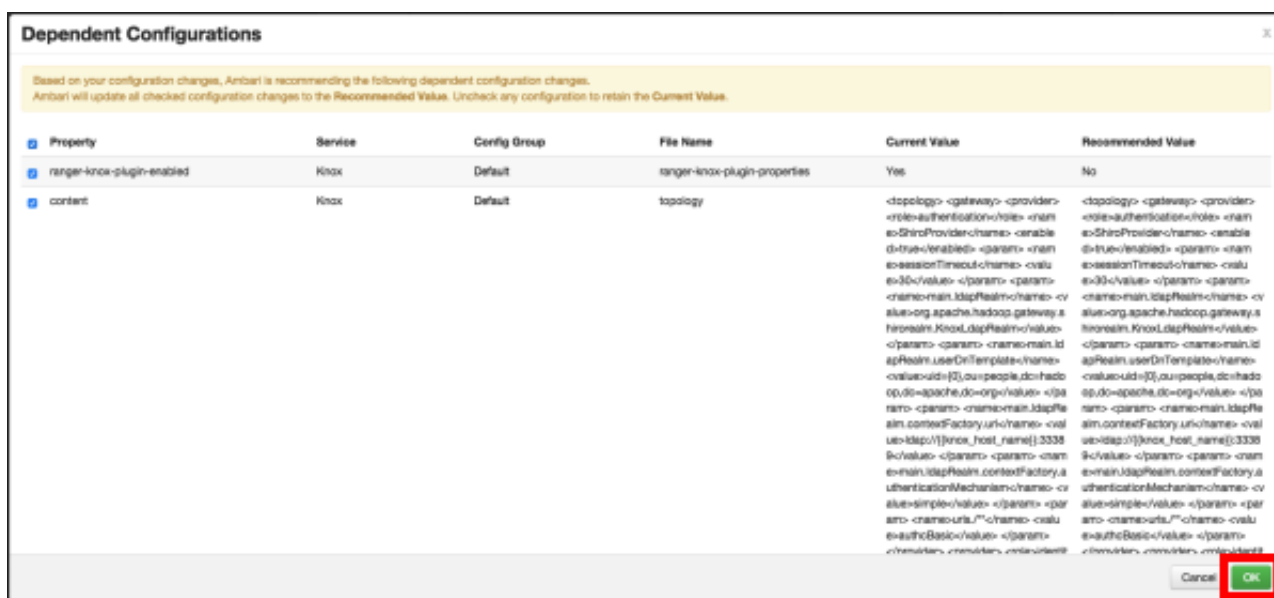 Dependent Configurations
X
Based on your configuration changes, Ambari is recommending the following dependent configuration changes.
Ambari will update all checked configuration changes to the Recommended Value. Uncheck any configuration to retain the Current Value.
Property Service Config Group File Name Current Value Recommended Value
ranger-knox-plugin-enabled Knox Default ranger-knox-plugin-properties Yes No
content Knox Default topology
<topology> <gateway> <provider>
<role>authentication</role> <nam
e>ShiroProvider</name> <enable
d>true</enabled> <param> <nam
e>sessionTimeout</name> <valu
e>30</value> </param> <param>
<name>main.ldapRealm</name> <v
alue>org.apache.hadoop.gateway.s
hirorealm.KnoxLdapRealm</value>
</param> <param> <name>main.ld
apRealm.userDnTemplate</name>
<value>uid={0},ou=people,dc=hado
op,dc=apache,dc=org</value> </pa
ram> <param> <name>main.ldapRe
alm.contextFactory.url</name> <val
ue>ldap://{{knox_host_name}}:3338
9</value> </param> <param> <nam
e>main.ldapRealm.contextFactory.a
uthenticationMechanism</name> <v
alue>simple</value> </param> <par
am> <name>urls./**</name> <valu
e>authcBasic</value> </param>
</provider> <provider> <role>identit
<topology> <gateway> <provider>
<role>authentication</role> <nam
e>ShiroProvider</name> <enable
d>true</enabled> <param> <nam
e>sessionTimeout</name> <valu
e>30</value> </param> <param>
<name>main.ldapRealm</name> <v
alue>org.apache.hadoop.gateway.s
hirorealm.KnoxLdapRealm</value>
</param> <param> <name>main.ld
apRealm.userDnTemplate</name>
<value>uid={0},ou=people,dc=hado
op,dc=apache,dc=org</value> </pa
ram> <param> <name>main.ldapRe
alm.contextFactory.url</name> <val
ue>ldap://{{knox_host_name}}:3338
9</value> </param> <param> <nam
e>main.ldapRealm.contextFactory.a
uthenticationMechanism</name> <v
alue>simple</value> </param> <par
am> <name>urls./**</name> <valu
e>authcBasic</value> </param>
</provider> <provider> <role>identit
Cancel OK